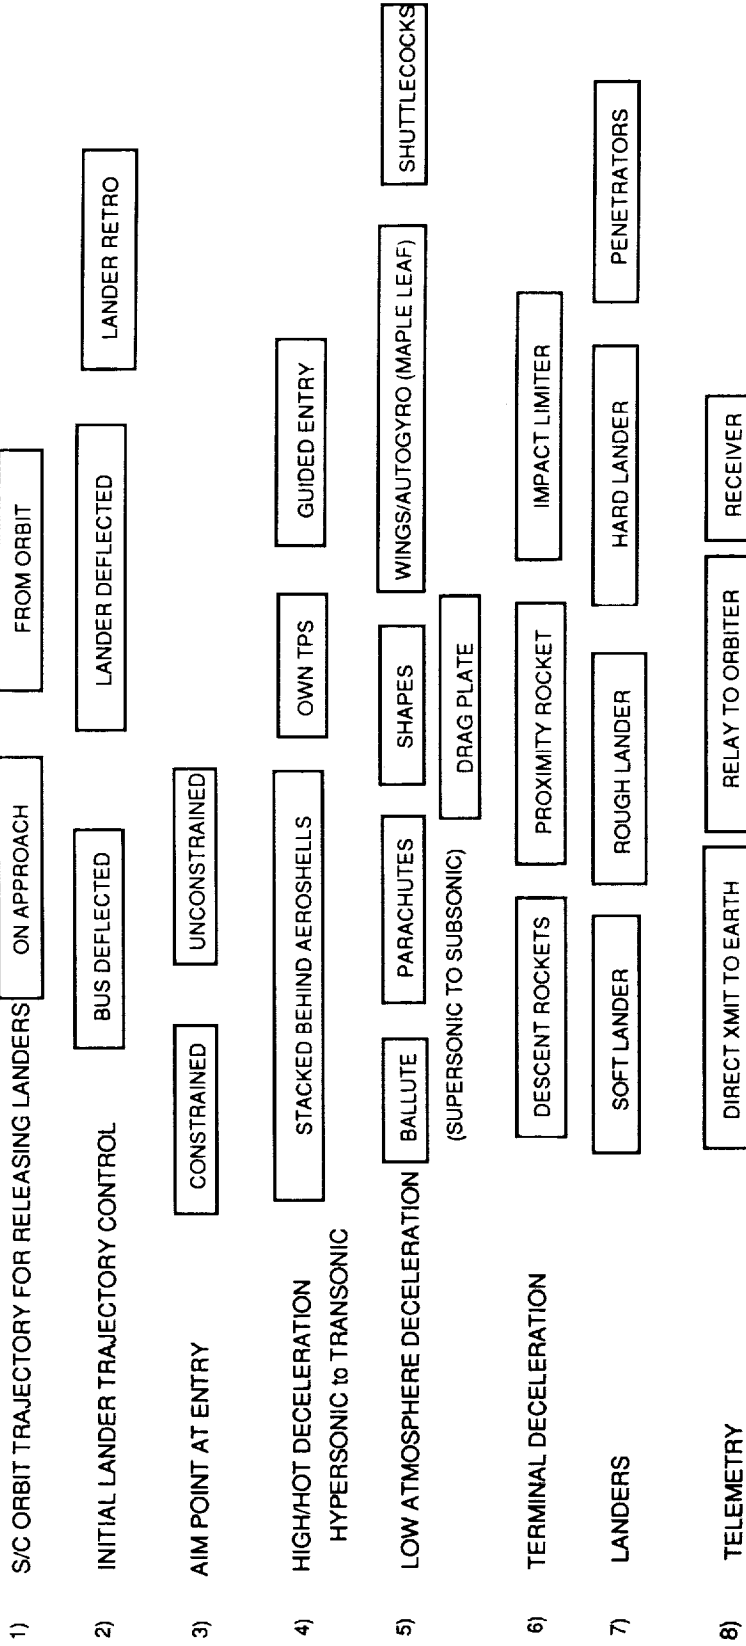 1) S/C ORBIT TRAJECTORY FOR RELEASING LANDERS ON APPROACH FROM ORBIT
2) INITIAL LANDER TRAJECTORY CONTROL BUS DEFLECTED LANDER DEFLECTED LANDER RETRO
3) AIM POINT AT ENTRY CONSTRAINED UNCONSTRAINED
4) HIGH/HOT DECELERATION STACKED BEHIND AEROSHELLS OWN TPS GUIDED ENTRY
HYPERSONIC to TRANSONIC
5) LOW ATMOSPHERE DECELERATION BALLUTE PARACHUTES SHAPES WINGS/AUTOGYRO (MAPLE LEAF) SHUTTLECOCKS
(SUPERSONIC TO SUBSONIC) DRAG PLATE
6) TERMINAL DECELERATION DESCENT ROCKETS PROXIMITY ROCKET IMPACT LIMITER
7) LANDERS SOFT LANDER ROUGH LANDER HARD LANDER PENETRATORS
8) TELEMETRY DIRECT XMIT TO EARTH RELAY TO ORBITER RECEIVER